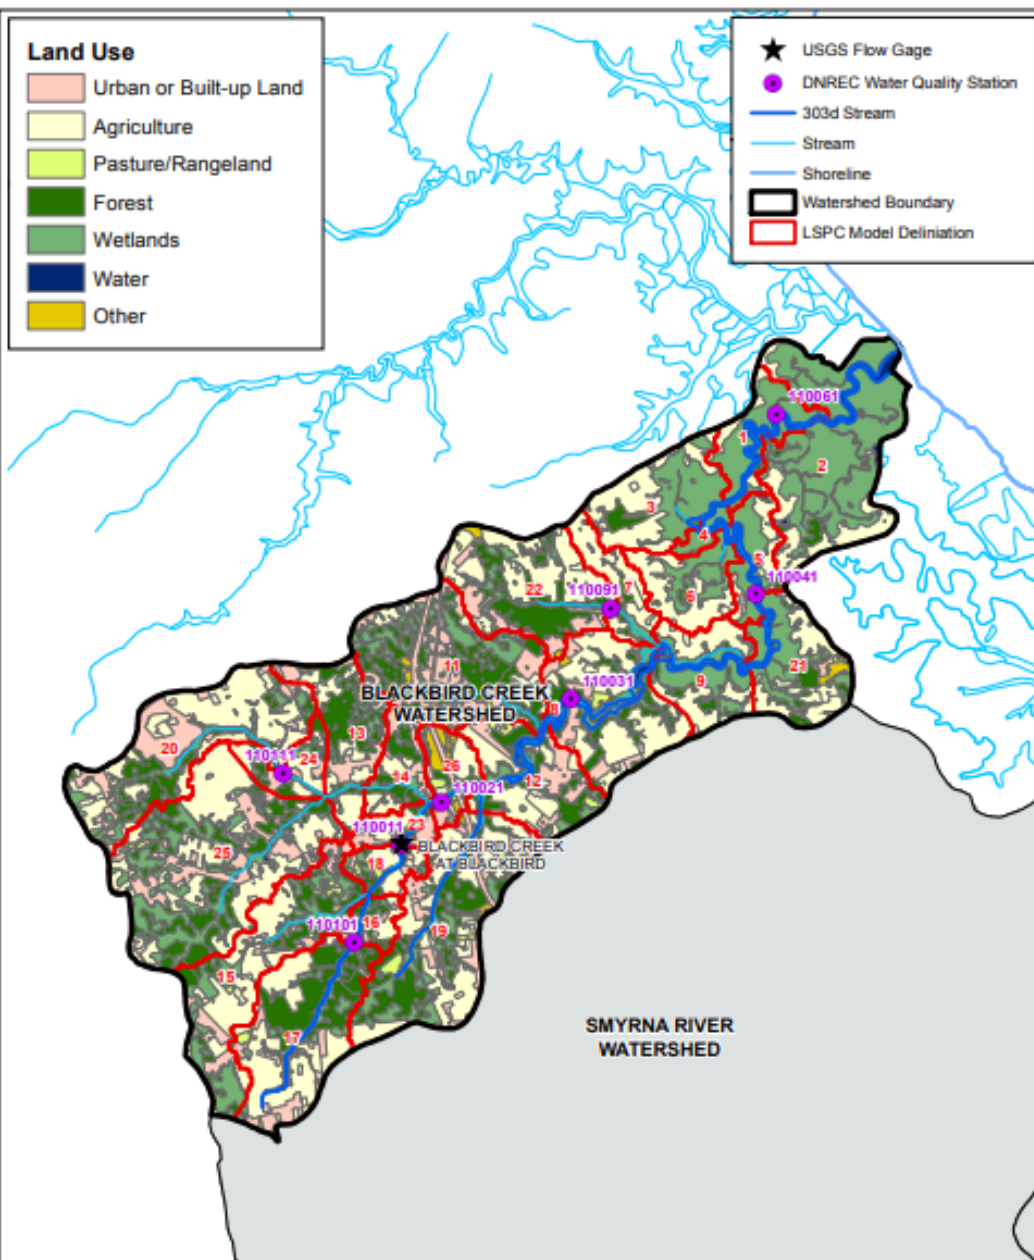 Land Use
Urban or Built-up Land
Agriculture
Pasture/Rangeland
Forest
Wetlands
Water
Other
USGS Flow Gage
DNREC Water Quality Station
303d Stream
Stream
Shoreline
Watershed Boundary
LSPC Model Deliniation
110061
1
2
3
4
5
110041
22
110091
7
6
11
110031
9
21
BLACKBIRD CREEK
WATERSHED
8
13
20
110111
24
14
26
110021
12
110011
23
BLACKBIRD CREEK
AT BLACKBIRD
25
18
110101
16
19
15
17
SMYRNA RIVER
WATERSHED